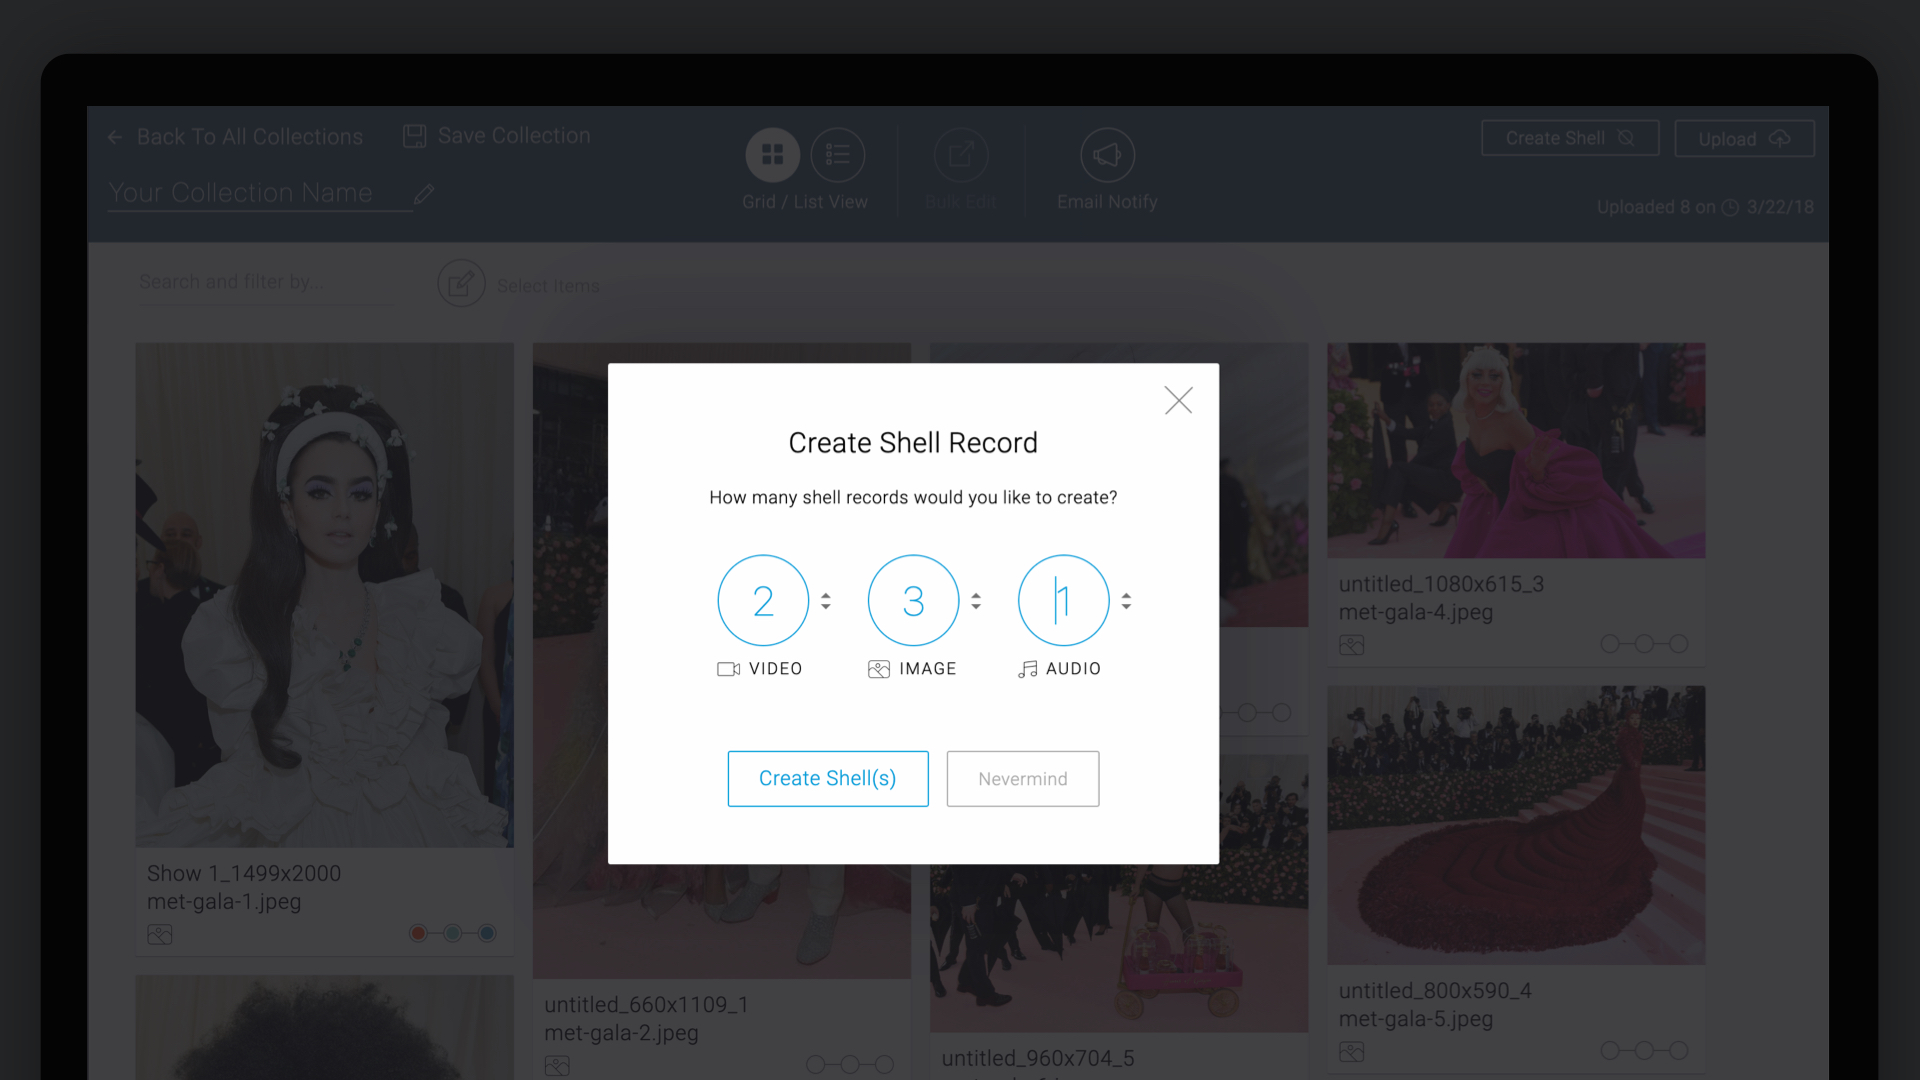 Back To All Collections
Save Collection
Your Collection Name
Grid / List View
Bulk Edit
Email Notify
Create Shell
Upload
Uploaded 8 on 3/22/18
Search and filter by...
Select Items
Create Shell Record
How many shell records would you like to create?
2
3
1
VIDEO
IMAGE
AUDIO
Create Shell(s)
Nevermind
Show 1_1499x2000
met-gala-1.jpeg
untitled_660x1109_1
met-gala-2.jpeg
untitled_960x704_5
untitled_1080x615_3
met-gala-4.jpeg
untitled_800x590_4
met-gala-5.jpeg